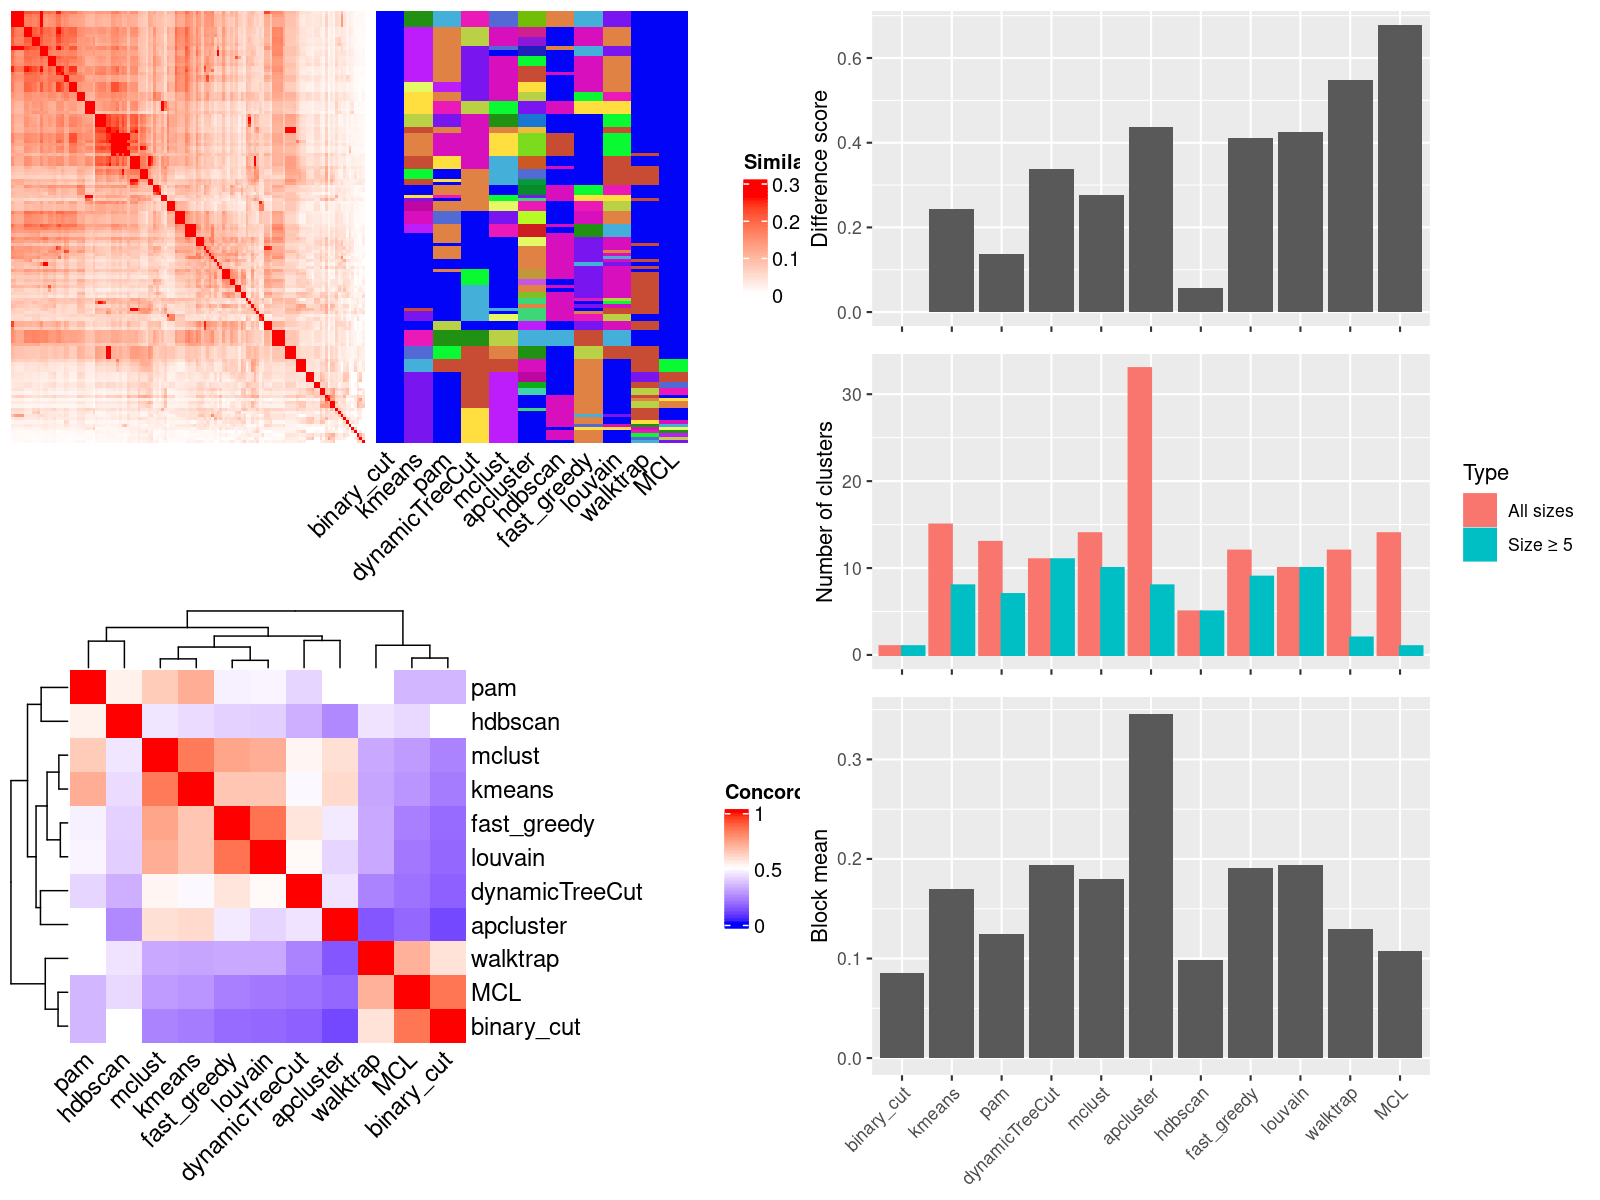 Simila
0.3
0.2
0.1
0
binary_cut
kmeans
pam
dynamicTreeCut
mclust
apcluster
hdbscan
fast_greedy
louvain
walktrap
MCL
Difference score
0.6
0.4
0.2
0.0
Number of clusters
30
20
10
0
Type
All sizes
Size ≥ 5
pam
hdbscan
mclust
kmeans
fast_greedy
louvain
dynamicTreeCut
apcluster
walktrap
MCL
binary_cut
Concord
1
0.5
0
pam
hdbscan
mclust
kmeans
fast_greedy
louvain
dynamicTreeCut
apcluster
walktrap
MCL
binary_cut
Block mean
0.3
0.2
0.1
0.0
binary_cut
kmeans
pam
dynamicTreeCut
mclust
apcluster
hdbscan
fast_greedy
louvain
walktrap
MCL